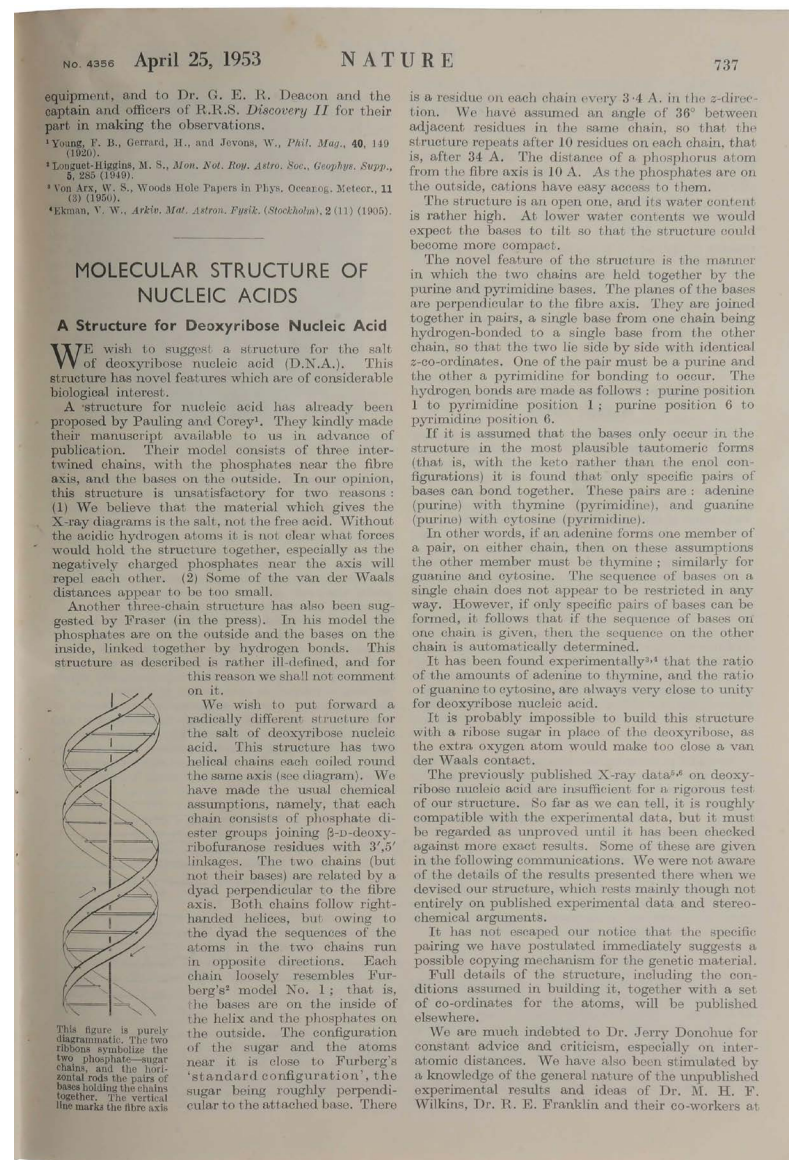 No. 4356 April 25, 1953 NATURE 737
equipment, and to Dr. G. E. R. Deacon and the
captain and officers of R.R.S. Discovery II for their
part in making the observations.
¹ Young, F. B., Gerrard, H., and Jevons, W., Phil. Mag., 40, 149
(1920).
² Longuet-Higgins, M. S., Mon. Not. Roy. Astro. Soc., Geophys. Supp.,
5, 285 (1949).
³ Von Arx, W. S., Woods Hole Papers in Phys. Oceanog. Meteor., 11
(3) (1950).
⁴ Ekman, V. W., Arkiv. Mat. Astron. Fysik. (Stockholm), 2 (11) (1905).
MOLECULAR STRUCTURE OF
NUCLEIC ACIDS
A Structure for Deoxyribose Nucleic Acid
WE wish to suggest a structure for the salt
of deoxyribose nucleic acid (D.N.A.). This
structure has novel features which are of considerable
biological interest.
A structure for nucleic acid has already been
proposed by Pauling and Corey¹. They kindly made
their manuscript available to us in advance of
publication. Their model consists of three inter-
twined chains, with the phosphates near the fibre
axis, and the bases on the outside. In our opinion,
this structure is unsatisfactory for two reasons :
(1) We believe that the material which gives the
X-ray diagrams is the salt, not the free acid. Without
the acidic hydrogen atoms it is not clear what forces
would hold the structure together, especially as the
negatively charged phosphates near the axis will
repel each other. (2) Some of the van der Waals
distances appear to be too small.
Another three-chain structure has also been sug-
gested by Fraser (in the press). In his model the
phosphates are on the outside and the bases on the
inside, linked together by hydrogen bonds. This
structure as described is rather ill-defined, and for
this reason we shall not comment
on it.
We wish to put forward a
radically different structure for
the salt of deoxyribose nucleic
acid. This structure has two
helical chains each coiled round
the same axis (see diagram). We
have made the usual chemical
assumptions, namely, that each
chain consists of phosphate di-
ester groups joining β-D-deoxy-
ribofuranose residues with 3′,5′
linkages. The two chains (but
not their bases) are related by a
dyad perpendicular to the fibre
axis. Both chains follow right-
handed helices, but owing to
the dyad the sequences of the
atoms in the two chains run
in opposite directions. Each
chain loosely resembles Fur-
berg's² model No. 1 ; that is,
the bases are on the inside of
the helix and the phosphates on
the outside. The configuration
of the sugar and the atoms
near it is close to Furberg's
'standard configuration', the
sugar being roughly perpendi-
cular to the attached base. There
This figure is purely
diagrammatic. The two
ribbons symbolize the
two phosphate—sugar
chains, and the hori-
zontal rods the pairs of
bases holding the chains
together. The vertical
line marks the fibre axis
is a residue on each chain every 3·4 A. in the z-direc-
tion. We have assumed an angle of 36° between
adjacent residues in the same chain, so that the
structure repeats after 10 residues on each chain, that
is, after 34 A. The distance of a phosphorus atom
from the fibre axis is 10 A. As the phosphates are on
the outside, cations have easy access to them.
The structure is an open one, and its water content
is rather high. At lower water contents we would
expect the bases to tilt so that the structure could
become more compact.
The novel feature of the structure is the manner
in which the two chains are held together by the
purine and pyrimidine bases. The planes of the bases
are perpendicular to the fibre axis. They are joined
together in pairs, a single base from one chain being
hydrogen-bonded to a single base from the other
chain, so that the two lie side by side with identical
z-co-ordinates. One of the pair must be a purine and
the other a pyrimidine for bonding to occur. The
hydrogen bonds are made as follows : purine position
1 to pyrimidine position 1 ; purine position 6 to
pyrimidine position 6.
If it is assumed that the bases only occur in the
structure in the most plausible tautomeric forms
(that is, with the keto rather than the enol con-
figurations) it is found that only specific pairs of
bases can bond together. These pairs are : adenine
(purine) with thymine (pyrimidine), and guanine
(purine) with cytosine (pyrimidine).
In other words, if an adenine forms one member of
a pair, on either chain, then on these assumptions
the other member must be thymine ; similarly for
guanine and cytosine. The sequence of bases on a
single chain does not appear to be restricted in any
way. However, if only specific pairs of bases can be
formed, it follows that if the sequence of bases on
one chain is given, then the sequence on the other
chain is automatically determined.
It has been found experimentally³,⁴ that the ratio
of the amounts of adenine to thymine, and the ratio
of guanine to cytosine, are always very close to unity
for deoxyribose nucleic acid.
It is probably impossible to build this structure
with a ribose sugar in place of the deoxyribose, as
the extra oxygen atom would make too close a van
der Waals contact.
The previously published X-ray data⁵,⁶ on deoxy-
ribose nucleic acid are insufficient for a rigorous test
of our structure. So far as we can tell, it is roughly
compatible with the experimental data, but it must
be regarded as unproved until it has been checked
against more exact results. Some of these are given
in the following communications. We were not aware
of the details of the results presented there when we
devised our structure, which rests mainly though not
entirely on published experimental data and stereo-
chemical arguments.
It has not escaped our notice that the specific
pairing we have postulated immediately suggests a
possible copying mechanism for the genetic material.
Full details of the structure, including the con-
ditions assumed in building it, together with a set
of co-ordinates for the atoms, will be published
elsewhere.
We are much indebted to Dr. Jerry Donohue for
constant advice and criticism, especially on inter-
atomic distances. We have also been stimulated by
a knowledge of the general nature of the unpublished
experimental results and ideas of Dr. M. H. F.
Wilkins, Dr. R. E. Franklin and their co-workers at